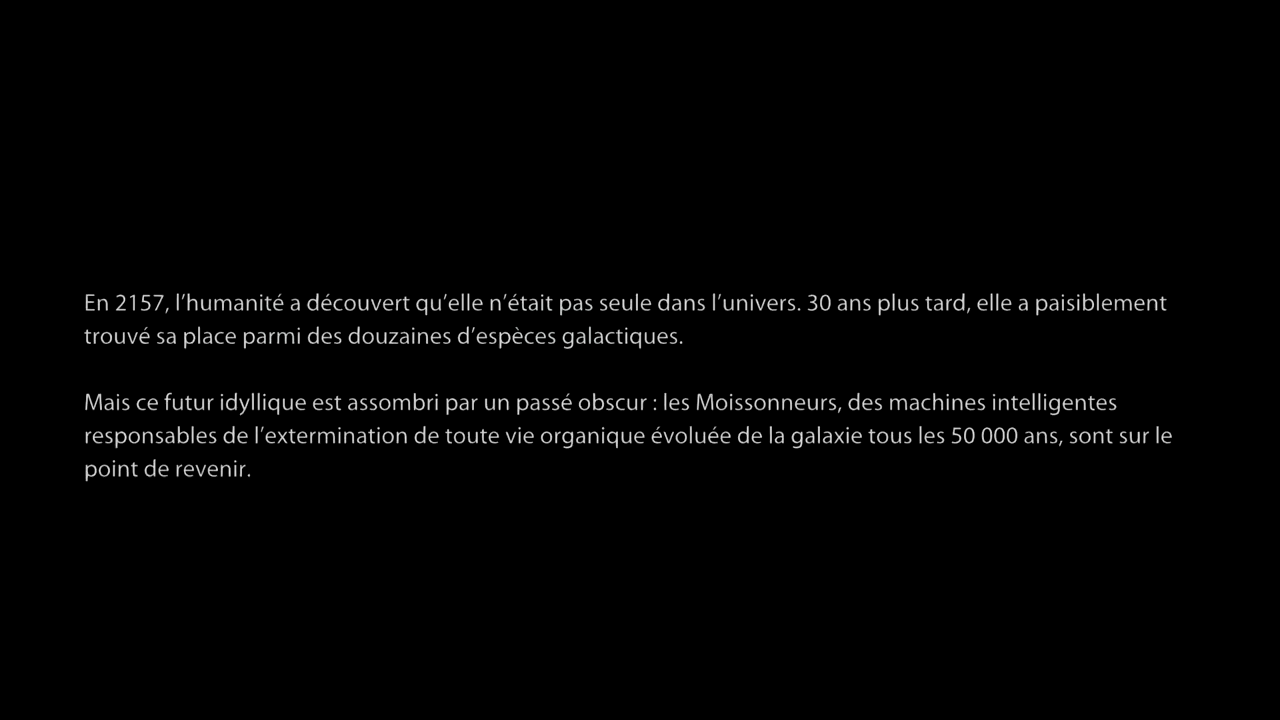 En 2157, l’humanité a découvert qu’elle n’était pas seule dans l’univers. 30 ans plus tard, elle a paisiblement
trouvé sa place parmi des douzaines d’espèces galactiques.
Mais ce futur idyllique est assombri par un passé obscur : les Moissonneurs, des machines intelligentes
responsables de l’extermination de toute vie organique évoluée de la galaxie tous les 50 000 ans, sont sur le
point de revenir.